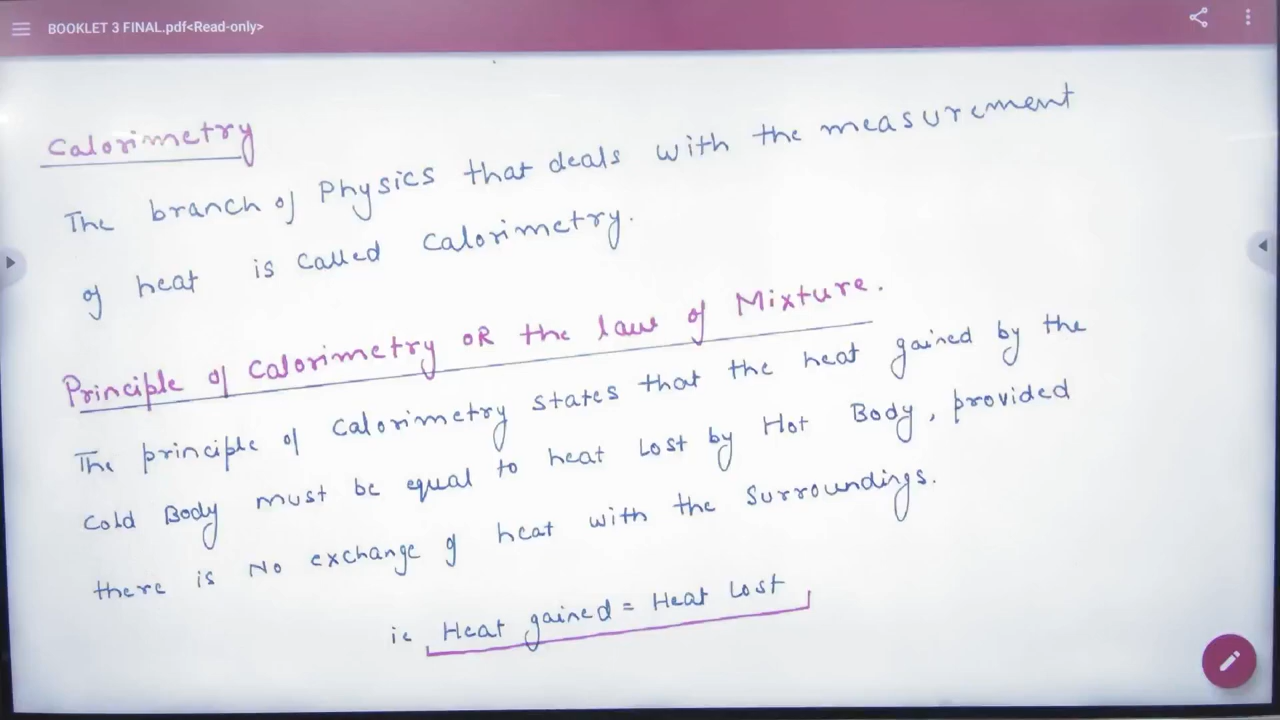 BOOKLET 3 FINAL.pdf<Read-only>
Calorimetry
The branch of Physics that deals with the measurement
of heat is called Calorimetry.
Principle of Calorimetry OR the law of Mixture.
The principle of Calorimetry states that the heat gained by the
Cold Body must be equal to heat Lost by Hot Body, provided
there is No exchange of heat with the Surroundings.
ie Heat gained = Heat Lost